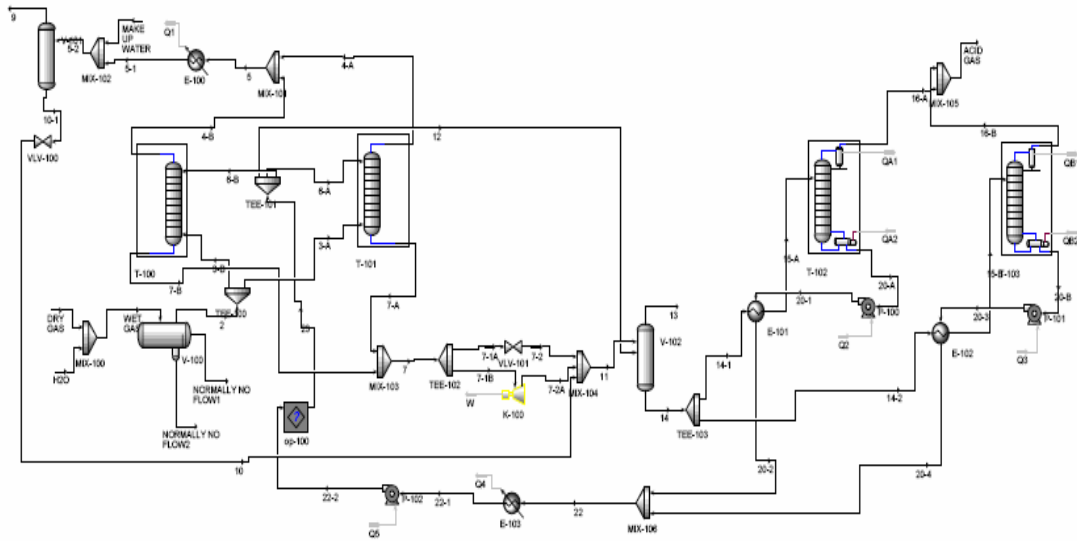 9
MAKE
UP
WATER
5-2
MIX-102
5-1
Q1
E-100
5
MIX-101
4-A
10-1
VLV-100
4-B
12
6-B
TEE-101
6-A
3-A
T-100
7-B
T-101
7-A
DRY
GAS
WET
GAS
2
MIX-100
H2O
V-100
NORMALLY NO
FLOW1
NORMALLY NO
FLOW2
op-100
MIX-103
7
TEE-102
7-1A
VLV-101
7-2
7-1B
7-2A
MIX-104
11
W
K-100
13
V-102
14
TEE-103
14-1
14-2
E-101
20-1
P-100
Q2
20-A
15-A
T-102
QA1
QA2
16-A
ACID
GAS
MIX-105
16-B
QB1
QB2
T-103
20-B
P-101
20-3
E-102
Q3
20-2
20-4
10
22-2
P-102
22-1
Q4
Q5
E-103
22
MIX-106